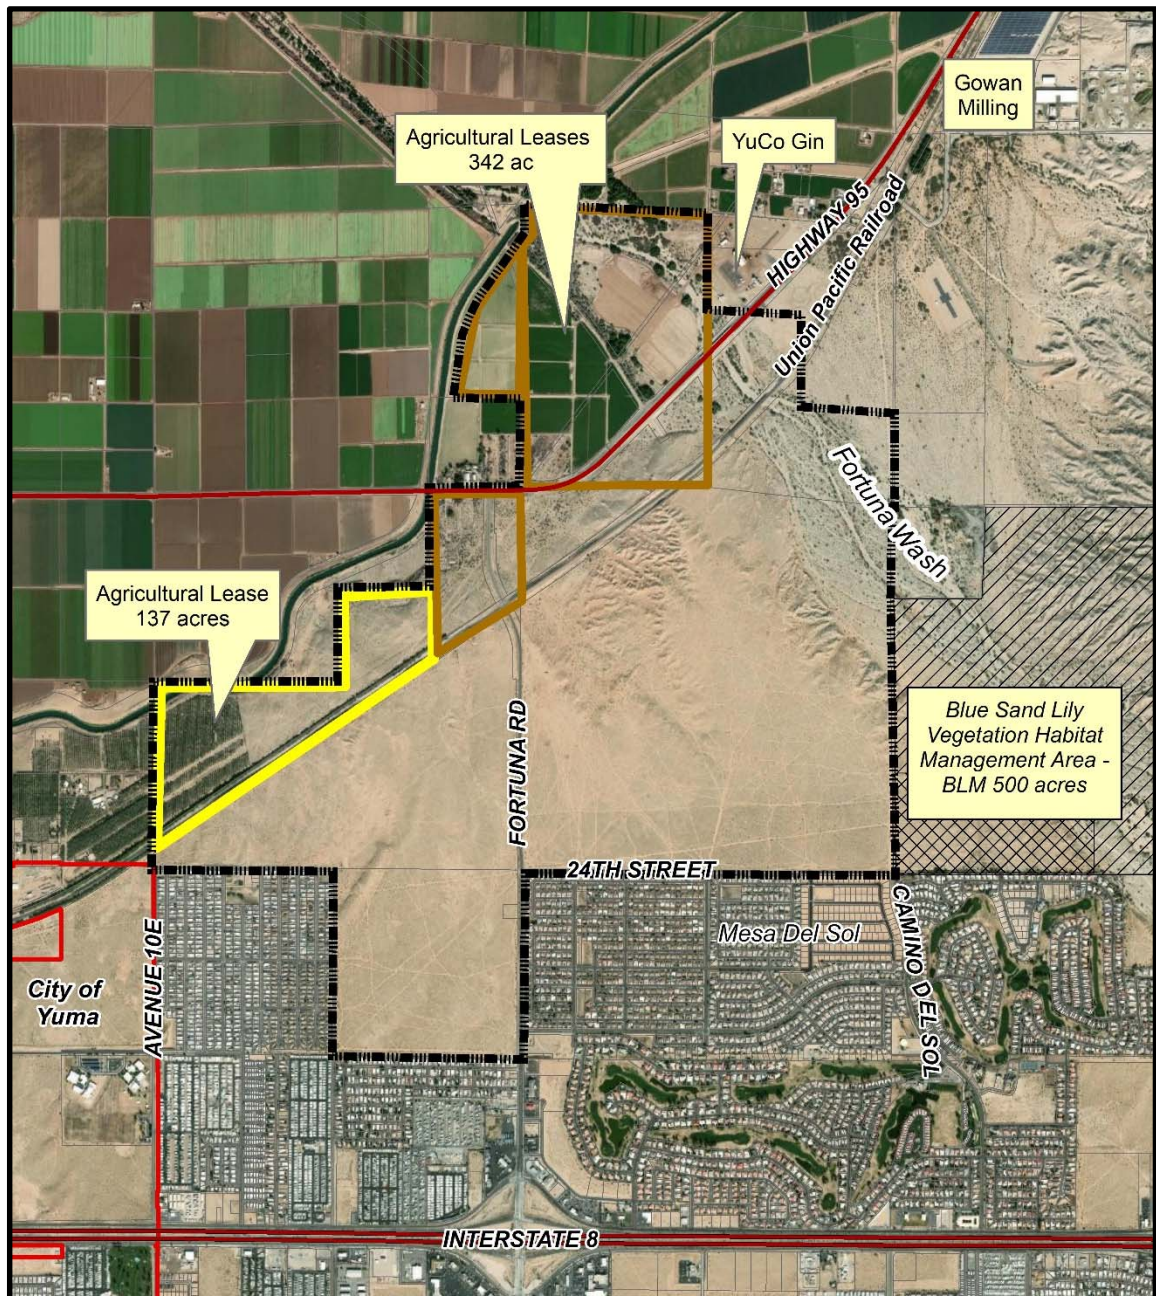 Gowan
Milling
Agricultural Leases
342 ac
YuCo Gin
HIGHWAY 95
Union Pacific Railroad
Fortuna Wash
Agricultural Lease
137 acres
Blue Sand Lily
Vegetation Habitat
Management Area -
BLM 500 acres
FORTUNA RD
24TH STREET
Mesa Del Sol
CAMINO DEL SOL
City of
Yuma
AVENUE 10E
INTERSTATE 8